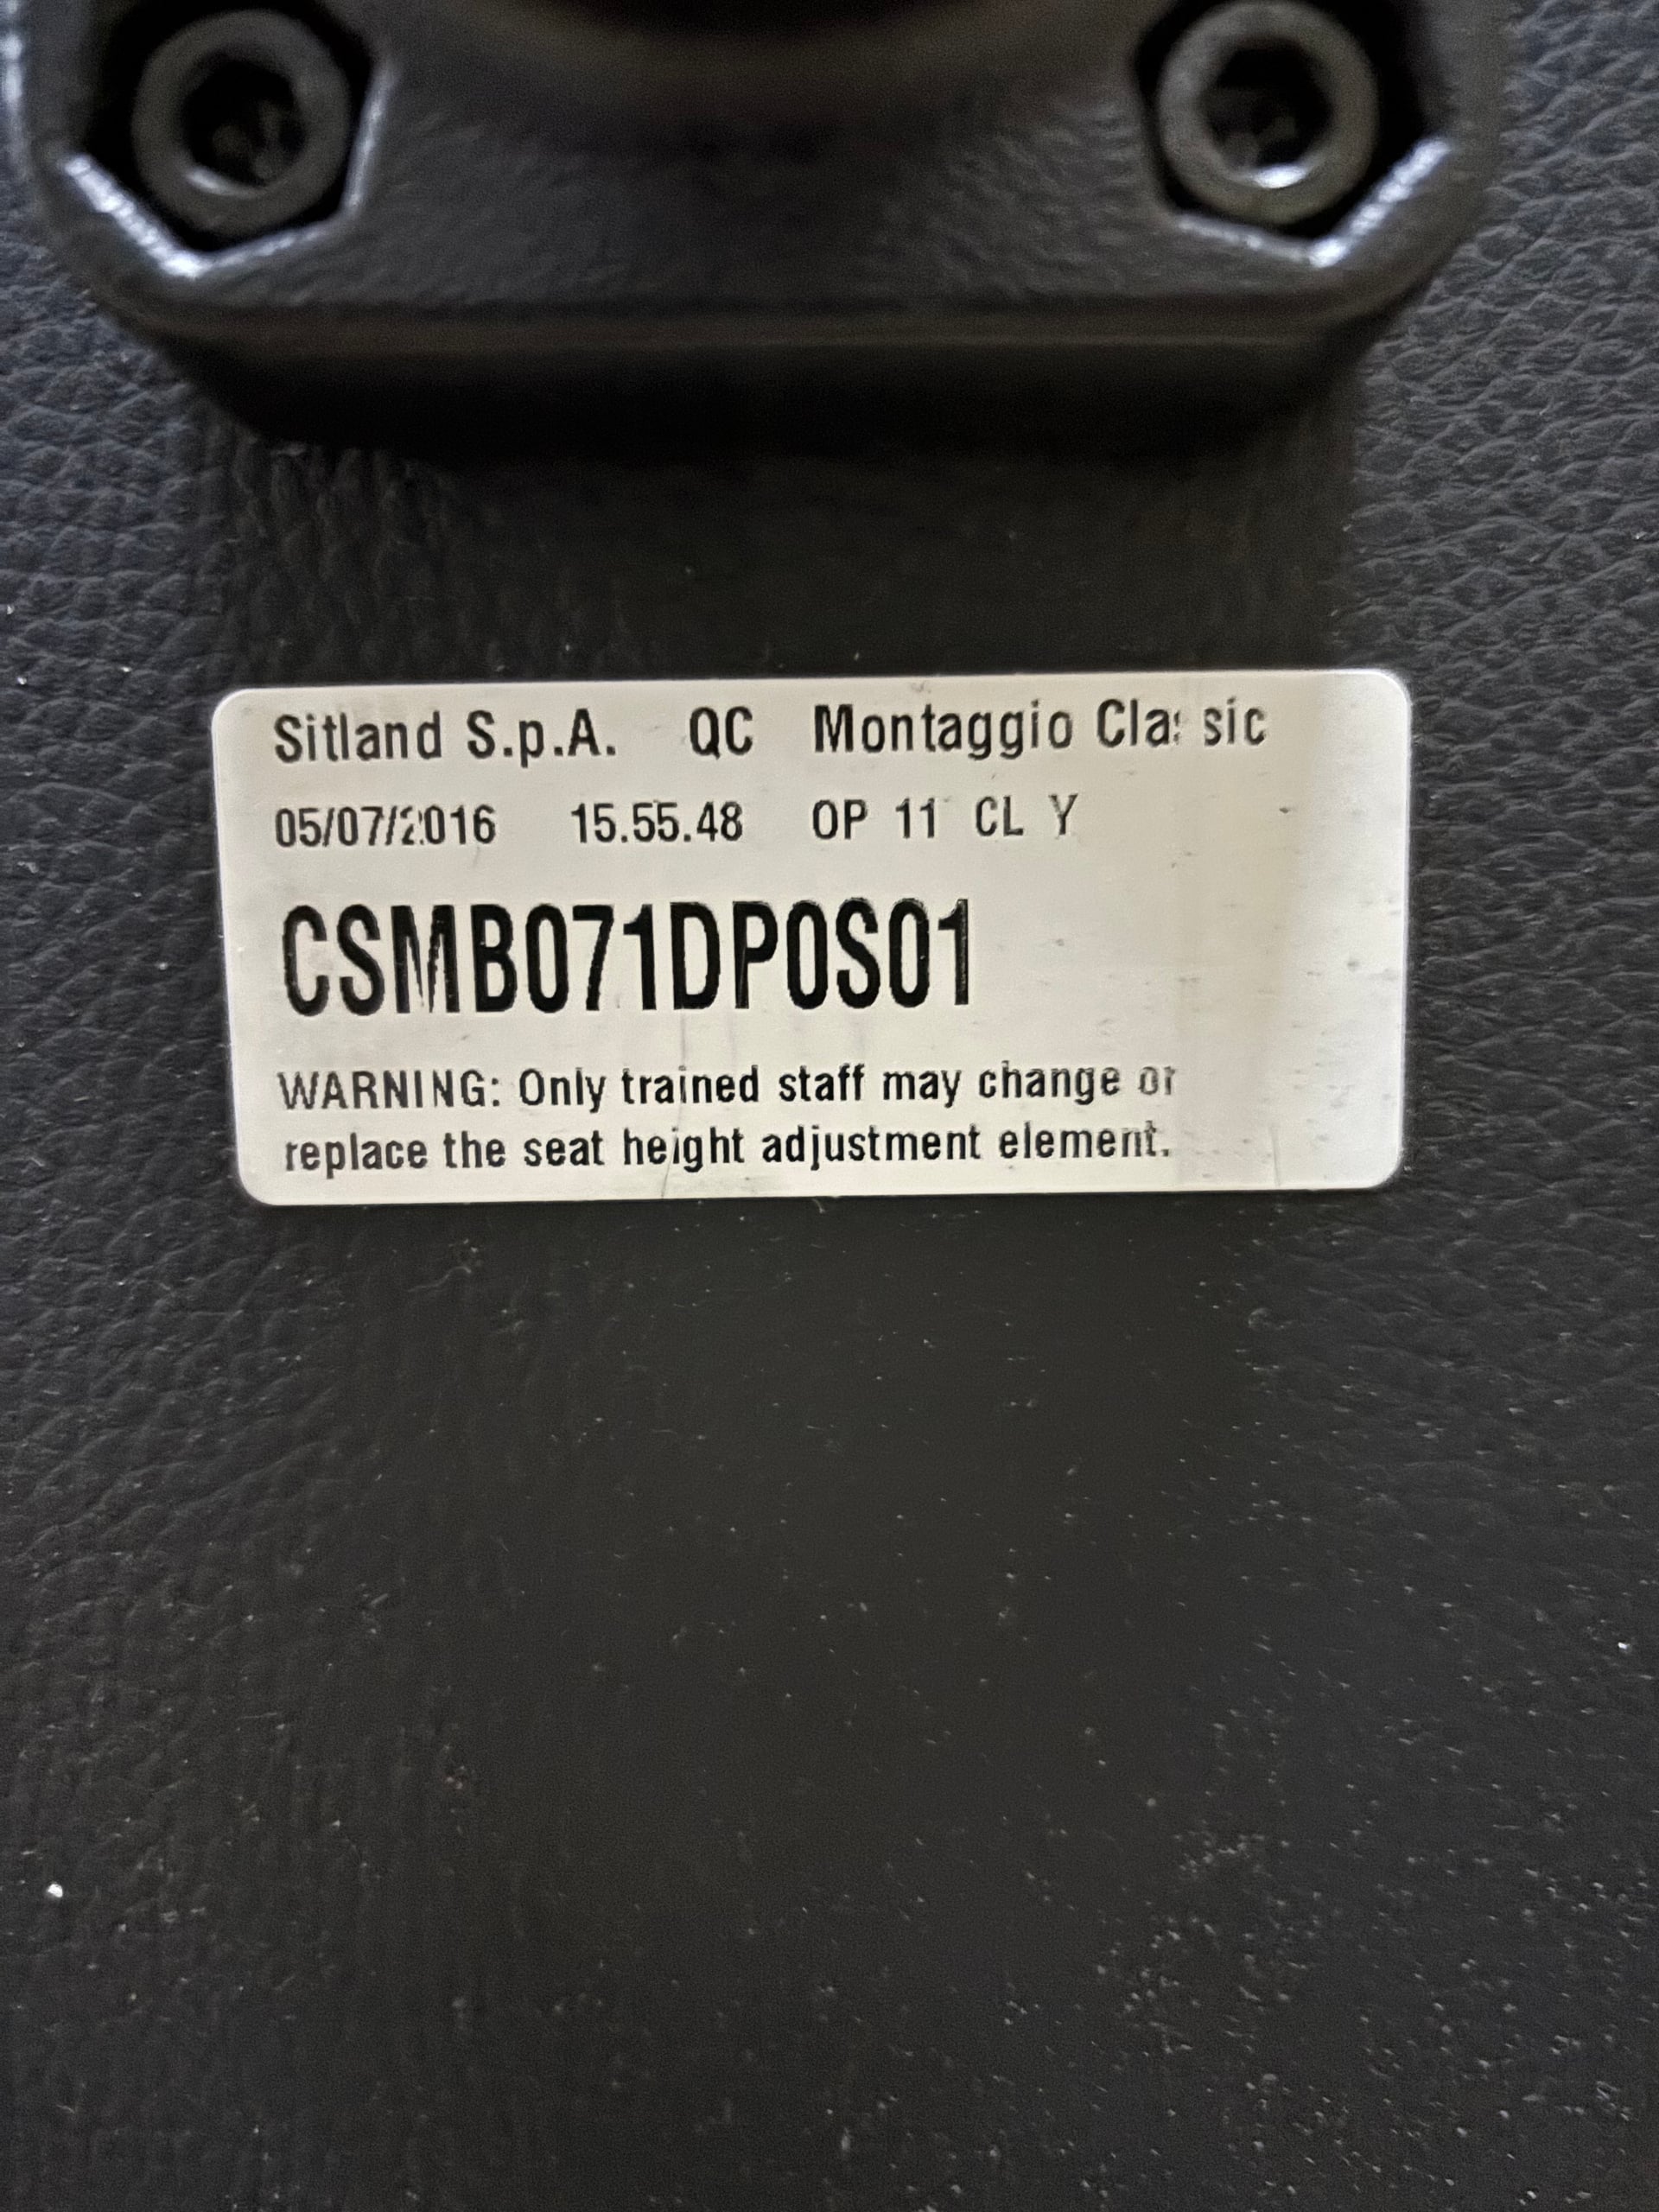 Sitland S.p.A. QC Montaggio Classic
05/07/2016 15.55.48 OP 11 CL Y
CSMB071DP0S01
WARNING: Only trained staff may change or
replace the seat height adjustment element.